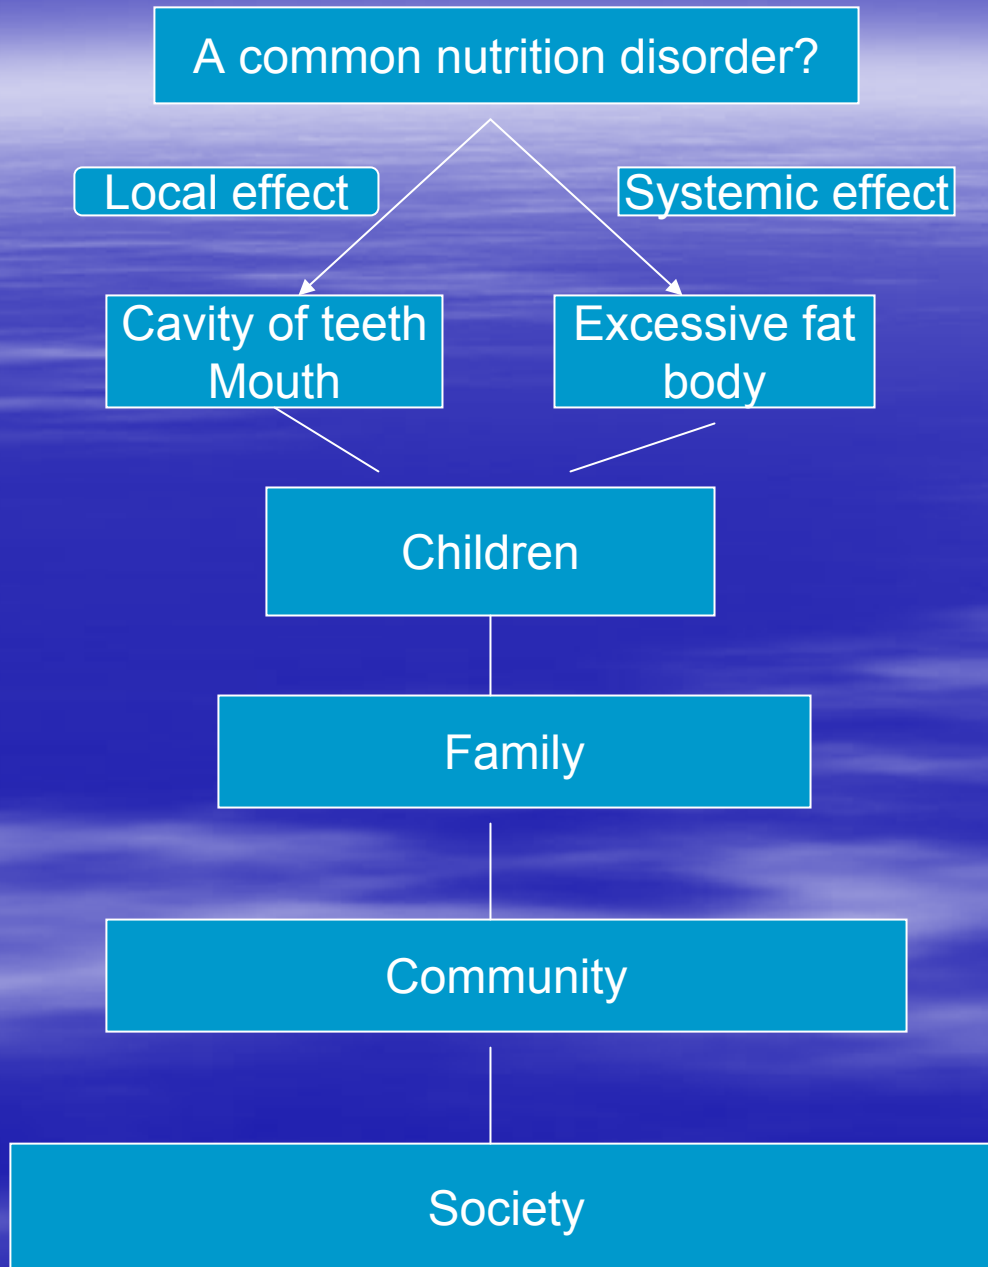 A common nutrition disorder?
Local effect
Systemic effect
Cavity of teeth
Mouth
Excessive fat
body
Children
Family
Community
Society